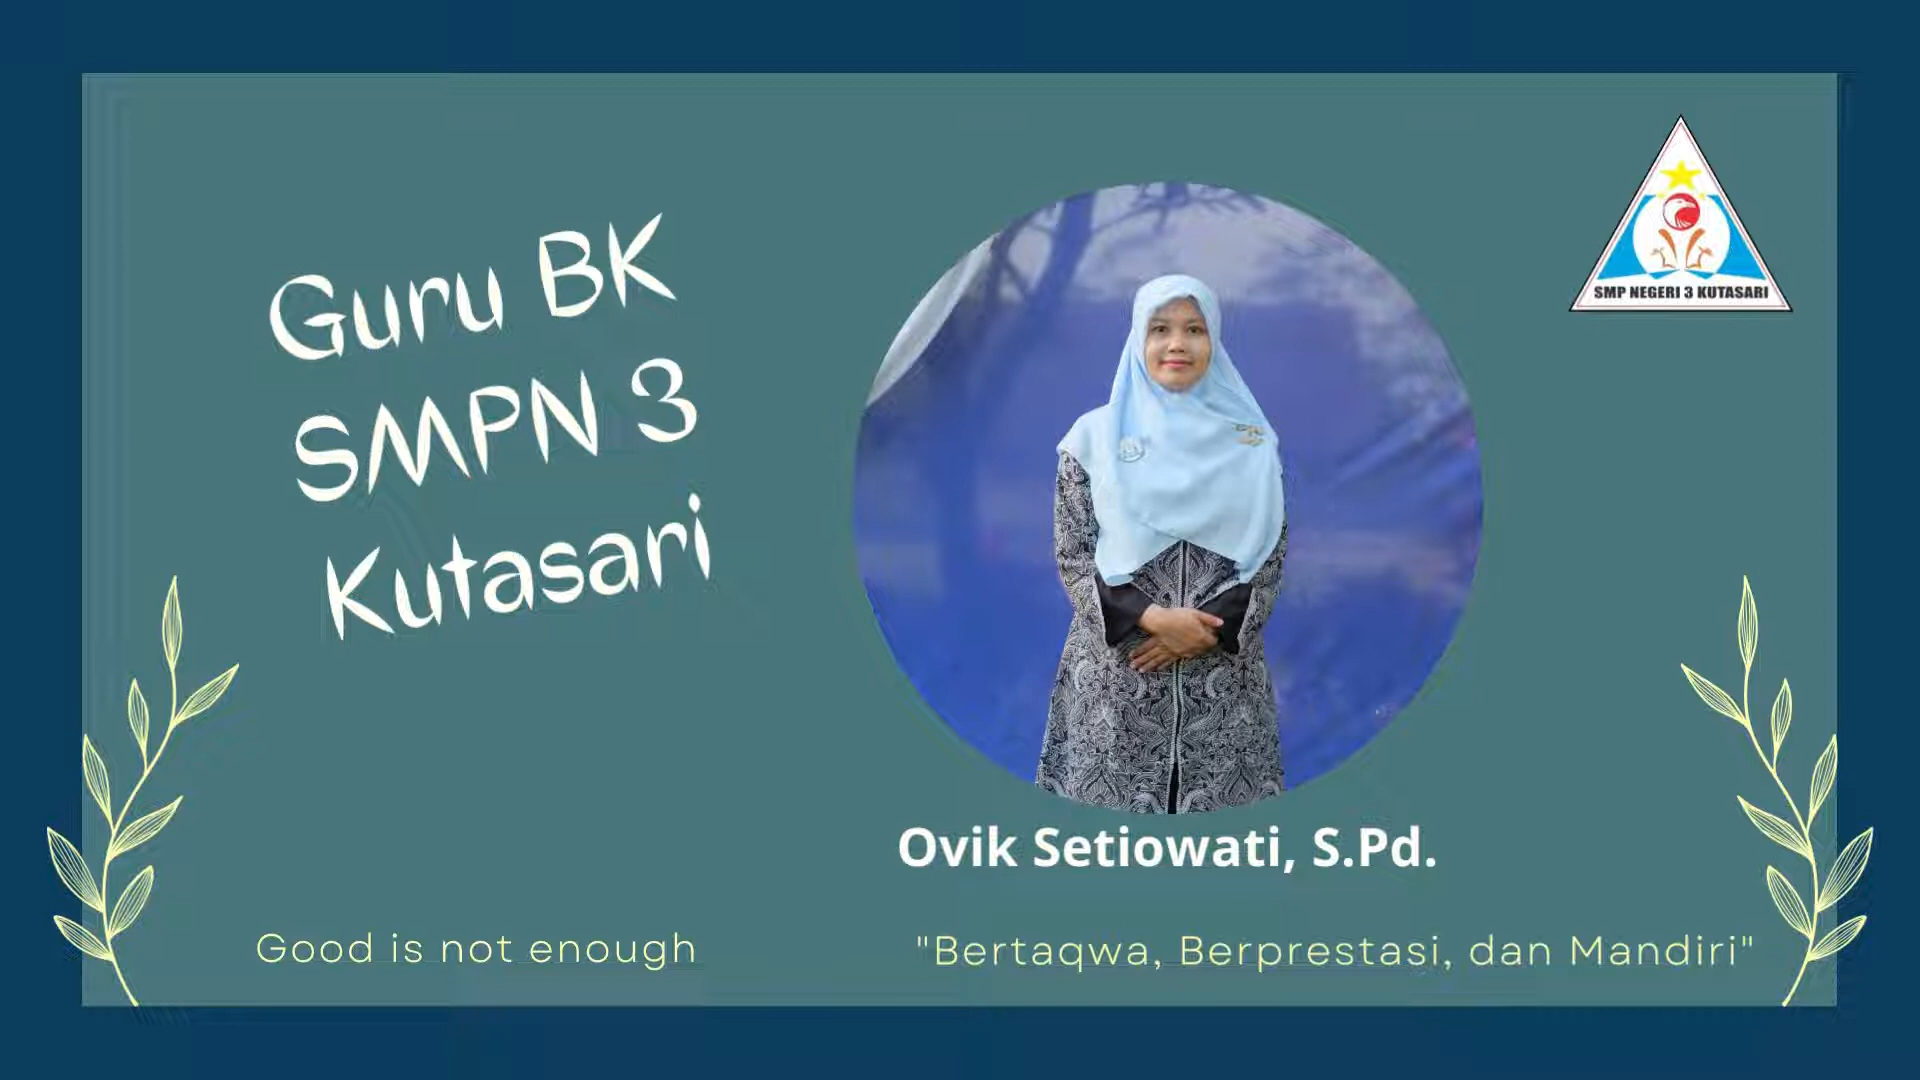 Guru BK
SMPN 3
Kutasari
SMP NEGERI 3 KUTASARI
Ovik Setiowati, S.Pd.
Good is not enough
"Bertaqwa, Berprestasi, dan Mandiri"